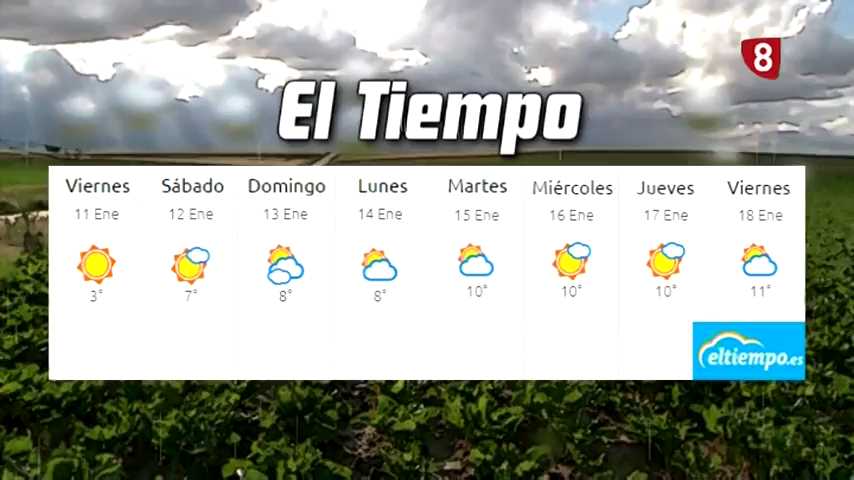 8
El Tiempo
Viernes Sábado Domingo Lunes Martes Miércoles Jueves Viernes
11 Ene 12 Ene 13 Ene 14 Ene 15 Ene 16 Ene 17 Ene 18 Ene
3° 7° 8° 8° 10° 10° 10° 11°
eltiempo.es